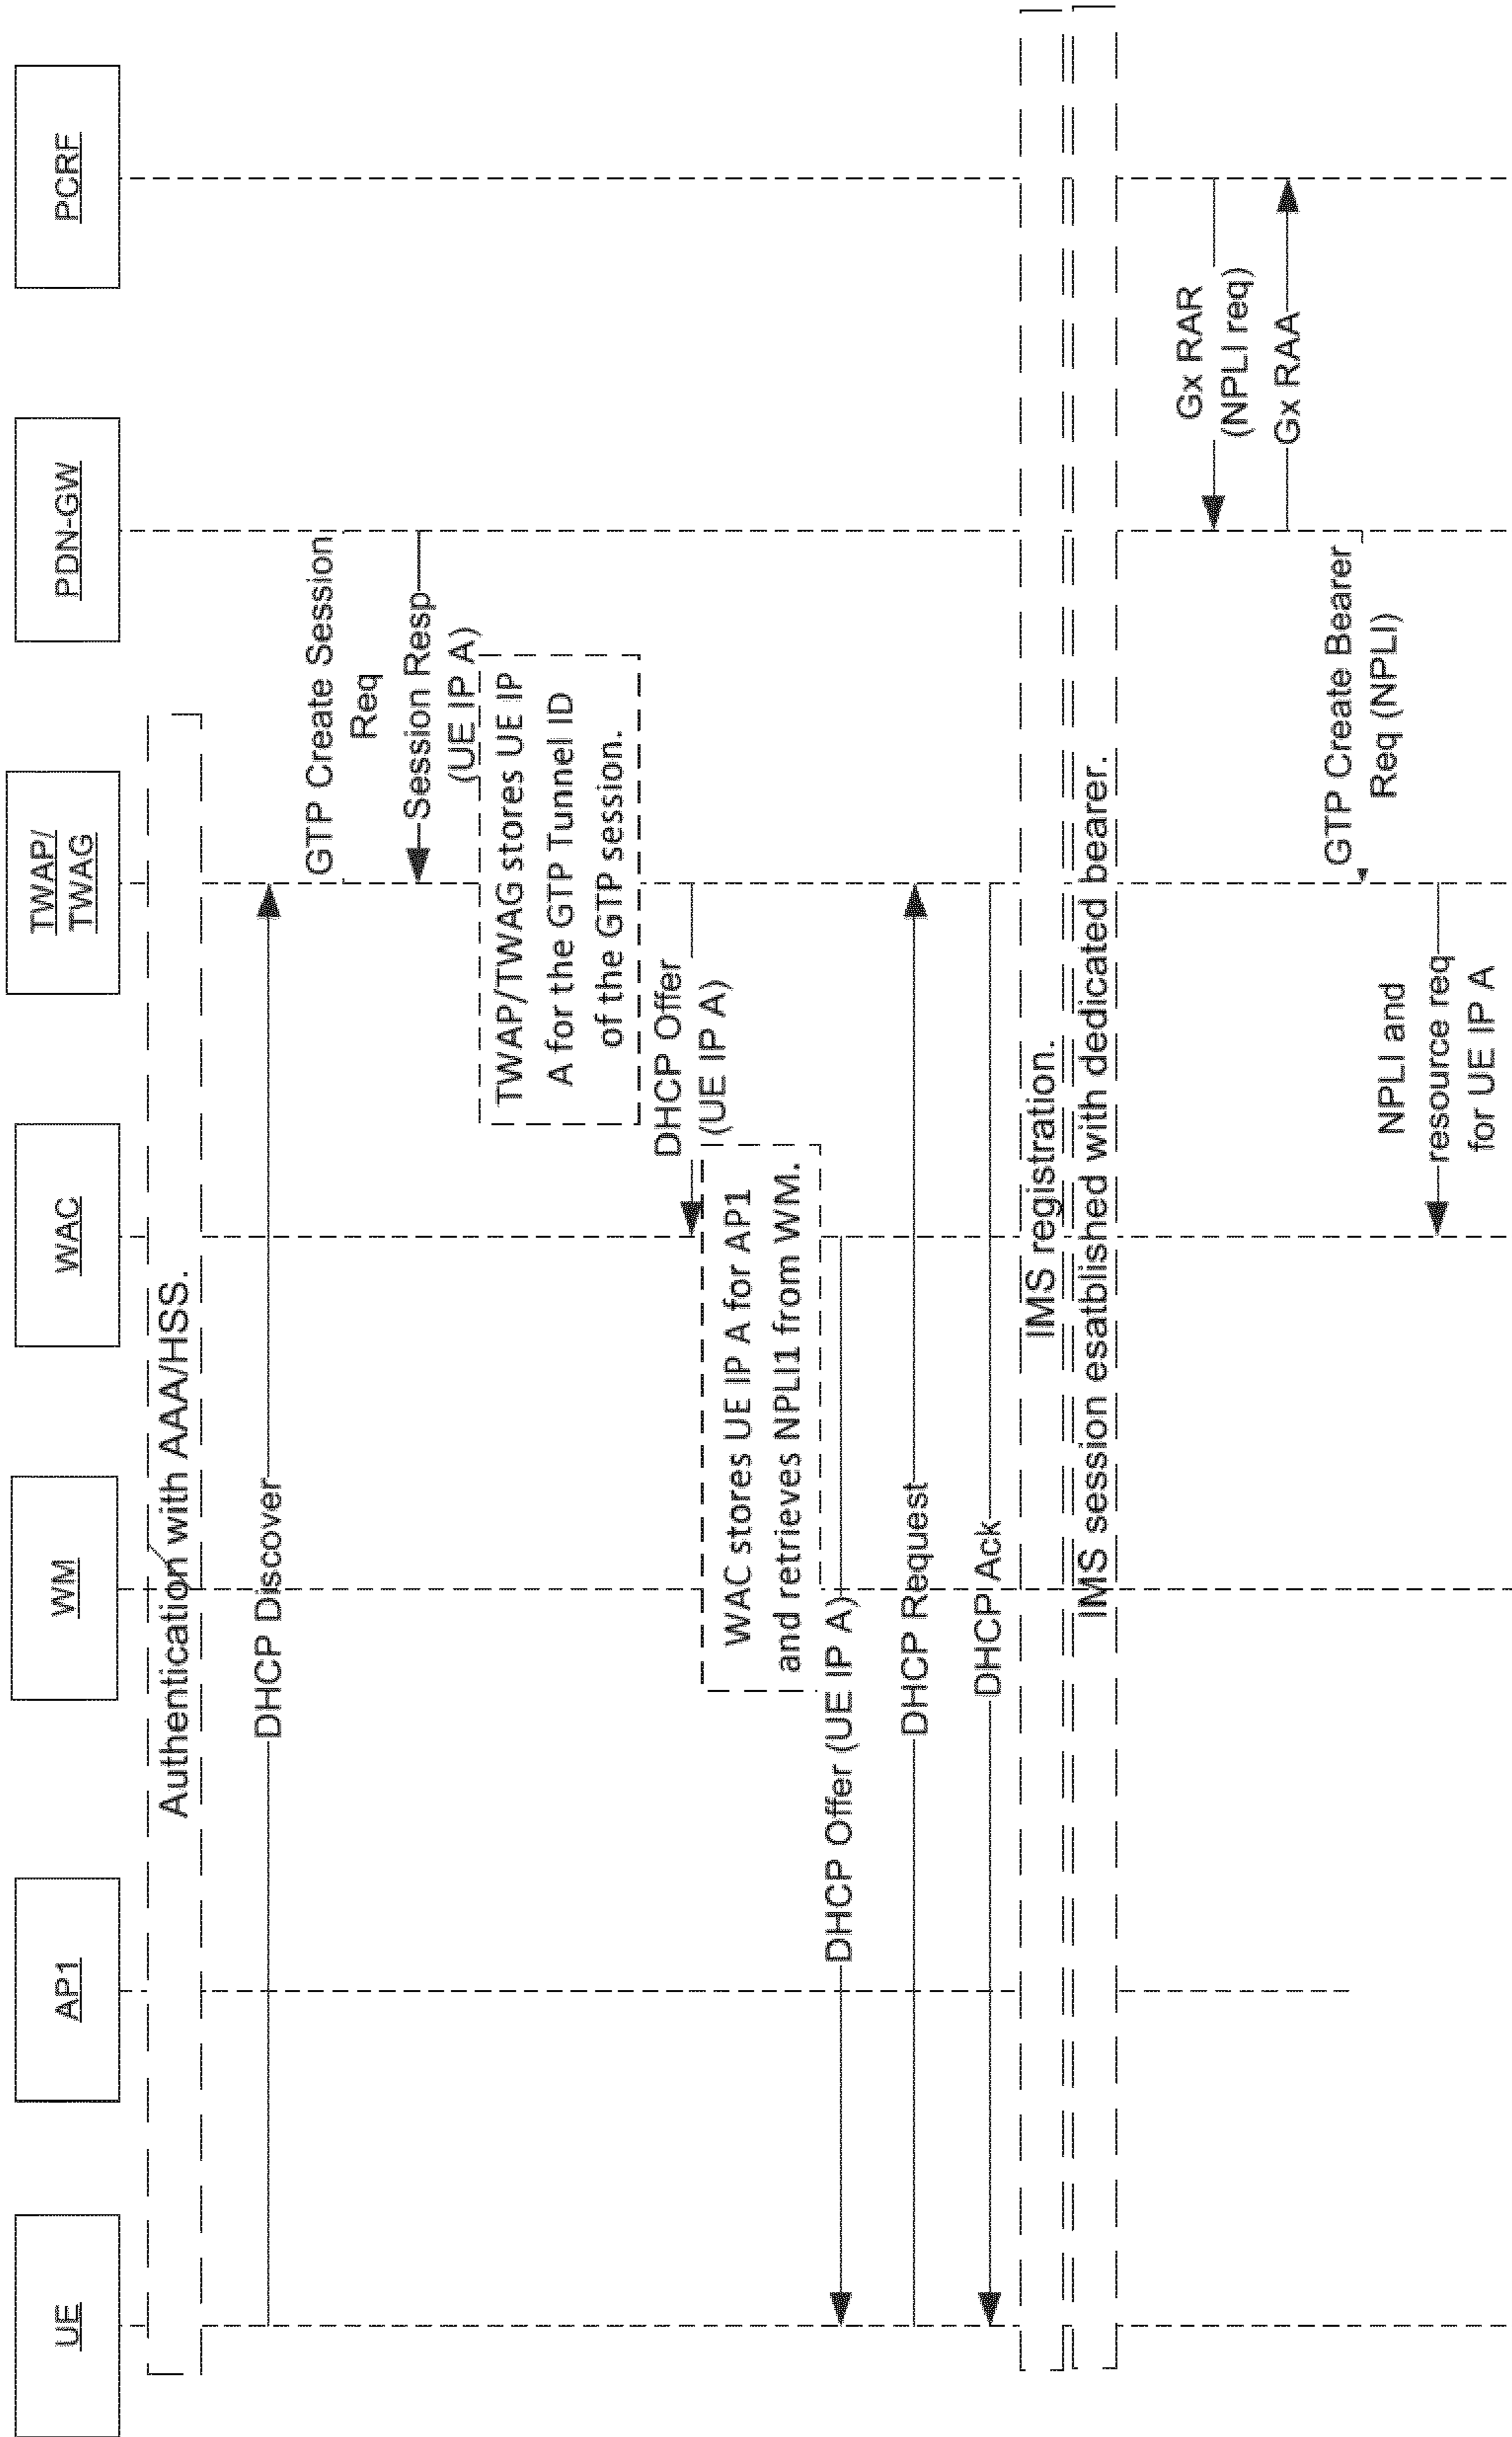 UE
AP1
WM
WAC
TWAP/
TWAG
PDN-GW
PCRF
Authentication with AAA/HSS.
DHCP Discover
GTP Create Session
Req
Session Resp
(UE IP A)
TWAP/TWAG stores UE IP
A for the GTP Tunnel ID
of the GTP session.
DHCP Offer
(UE IP A)
WAC stores UE IP A for AP1
and retrieves NPLI1 from WM.
DHCP Offer (UE IP A)
DHCP Request
DHCP Ack
IMS registration.
IMS session esatblished with dedicated bearer.
Gx RAR
(NPLI req)
Gx RAA
GTP Create Bearer
Req (NPLI)
NPLI and
resource req
for UE IP A